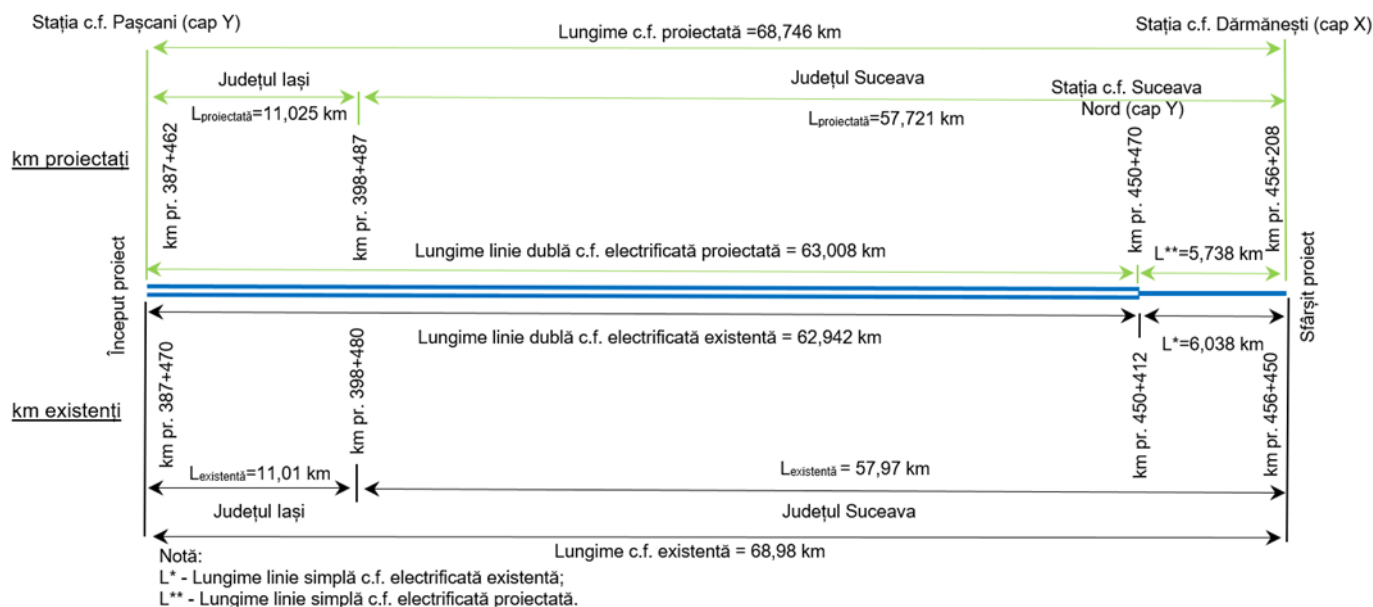 Stația c.f. Pașcani (cap Y)
Stația c.f. Dărmănești (cap X)
Lungime c.f. proiectată =68,746 km
Județul Iași
Județul Suceava
Stația c.f. Suceava
Nord (cap Y)
Lproiectată=11,025 km
Lproiectată=57,721 km
km proiectați
km pr. 387+462
km pr. 398+487
km pr. 450+470
km pr. 456+208
Lungime linie dublă c.f. electrificată proiectată = 63,008 km
L**=5,738 km
Început proiect
Sfârșit proiect
Lungime linie dublă c.f. electrificată existentă = 62,942 km
L*=6,038 km
km existenți
km pr. 387+470
km pr. 398+480
km pr. 450+412
km pr. 456+450
Lexistentă=11,01 km
Lexistentă = 57,97 km
Județul Iași
Județul Suceava
Lungime c.f. existentă = 68,98 km
Notă:
L* - Lungime linie simplă c.f. electrificată existentă;
L** - Lungime linie simplă c.f. electrificată proiectată.